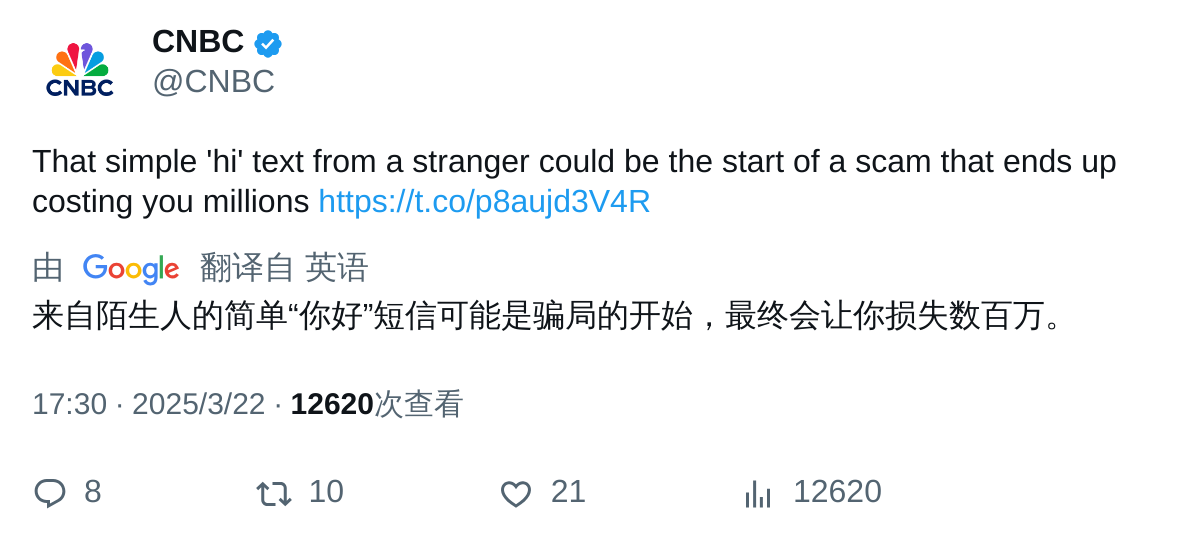 CNBC
@CNBC
CNBC
That simple 'hi' text from a stranger could be the start of a scam that ends up
costing you millions https://t.co/p8aujd3V4R
由 Google 翻译自 英语
来自陌生人的简单“你好”短信可能是骗局的开始，最终会让你损失数百万。
17:30 · 2025/3/22 · 12620次查看
8 10 21 12620